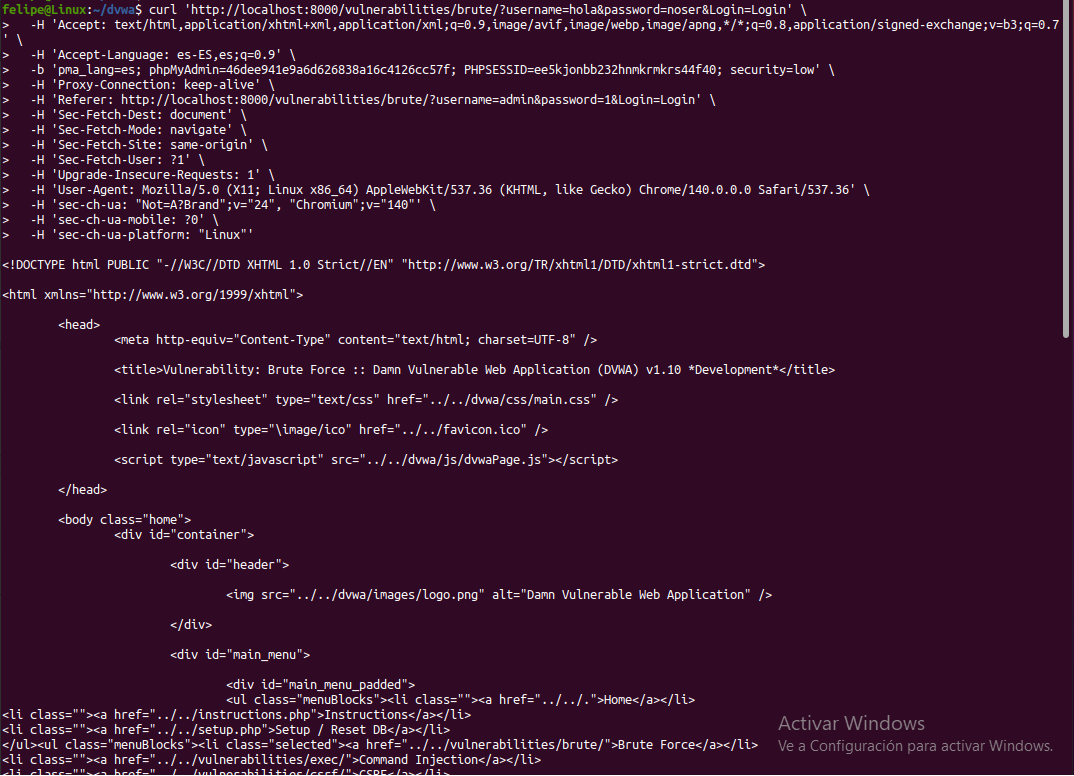 felipe@Linux:~/dvwa$ curl 'http://localhost:8000/vulnerabilities/brute/?username=hola&password=noser&Login=Login' \
>   -H 'Accept: text/html,application/xhtml+xml,application/xml;q=0.9,image/avif,image/webp,image/apng,*/*;q=0.8,application/signed-exchange;v=b3;q=0.7
' \
>   -H 'Accept-Language: es-ES,es;q=0.9' \
>   -b 'pma_lang=es; phpMyAdmin=46dee941e9a6d626838a16c4126cc57f; PHPSESSID=ee5kjonbb232hnmkrmkrs44f40; security=low' \
>   -H 'Proxy-Connection: keep-alive' \
>   -H 'Referer: http://localhost:8000/vulnerabilities/brute/?username=admin&password=1&Login=Login' \
>   -H 'Sec-Fetch-Dest: document' \
>   -H 'Sec-Fetch-Mode: navigate' \
>   -H 'Sec-Fetch-Site: same-origin' \
>   -H 'Sec-Fetch-User: ?1' \
>   -H 'Upgrade-Insecure-Requests: 1' \
>   -H 'User-Agent: Mozilla/5.0 (X11; Linux x86_64) AppleWebKit/537.36 (KHTML, like Gecko) Chrome/140.0.0.0 Safari/537.36' \
>   -H 'sec-ch-ua: "Not=A?Brand";v="24", "Chromium";v="140"' \
>   -H 'sec-ch-ua-mobile: ?0' \
>   -H 'sec-ch-ua-platform: "Linux"'
<!DOCTYPE html PUBLIC "-//W3C//DTD XHTML 1.0 Strict//EN" "http://www.w3.org/TR/xhtml1/DTD/xhtml1-strict.dtd">
<html xmlns="http://www.w3.org/1999/xhtml">
<head>
<meta http-equiv="Content-Type" content="text/html; charset=UTF-8" />
<title>Vulnerability: Brute Force :: Damn Vulnerable Web Application (DVWA) v1.10 *Development*</title>
<link rel="stylesheet" type="text/css" href="../../dvwa/css/main.css" />
<link rel="icon" type="\image/ico" href="../../favicon.ico" />
<script type="text/javascript" src="../../dvwa/js/dvwaPage.js"></script>
</head>
<body class="home">
<div id="container">
<div id="header">
<img src="../../dvwa/images/logo.png" alt="Damn Vulnerable Web Application" />
</div>
<div id="main_menu">
<div id="main_menu_padded">
<ul class="menuBlocks"><li class=""><a href="../../.">Home</a></li>
<li class=""><a href="../../instructions.php">Instructions</a></li>
<li class=""><a href="../../setup.php">Setup / Reset DB</a></li>
</ul><ul class="menuBlocks"><li class="selected"><a href="../../vulnerabilities/brute/">Brute Force</a></li>
<li class=""><a href="../../vulnerabilities/exec/">Command Injection</a></li>
<li class=""><a href="../../vulnerabilities/csrf/">CSRF</a></li>
Activar Windows
Ve a Configuración para activar Windows.